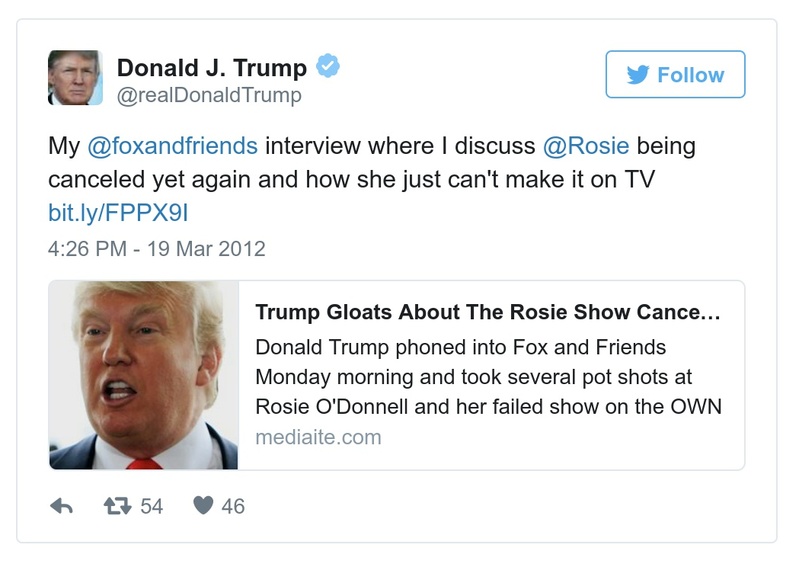 Donald J. Trump
@realDonaldTrump
Follow
My @foxandfriends interview where I discuss @Rosie being
canceled yet again and how she just can't make it on TV
bit.ly/FPPX9I
4:26 PM - 19 Mar 2012
Trump Gloats About The Rosie Show Cance...
Donald Trump phoned into Fox and Friends
Monday morning and took several pot shots at
Rosie O'Donnell and her failed show on the OWN
mediaite.com
54 46